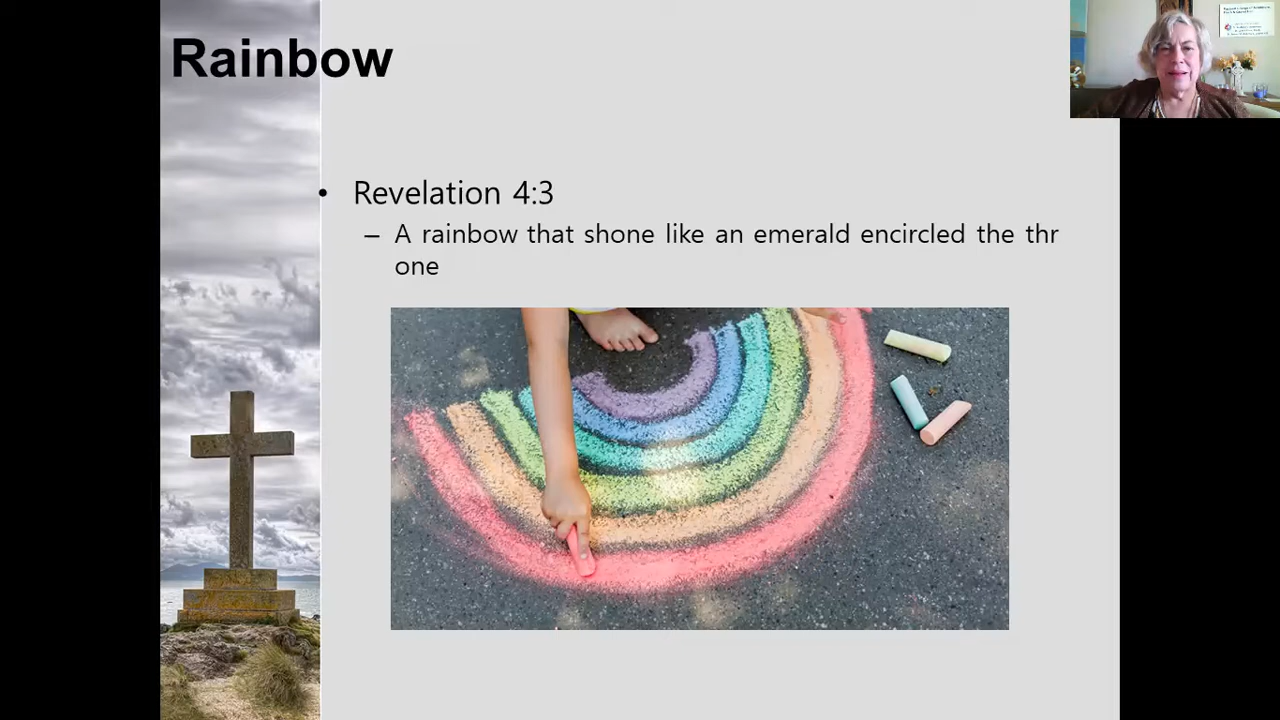 Rainbow
• Revelation 4:3
– A rainbow that shone like an emerald encircled the thr
one